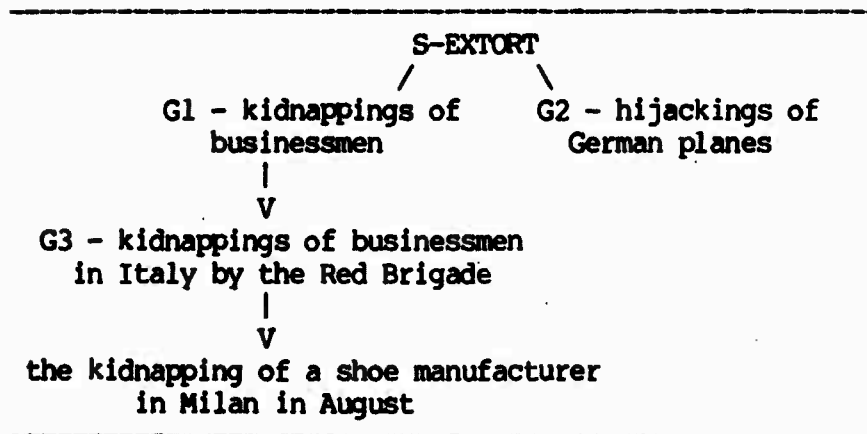 S-EXTORT
G1 - kidnappings of businessmen
G2 - hijackings of German planes
G3 - kidnappings of businessmen
in Italy by the Red Brigade
the kidnapping of a shoe manufacturer
in Milan in August